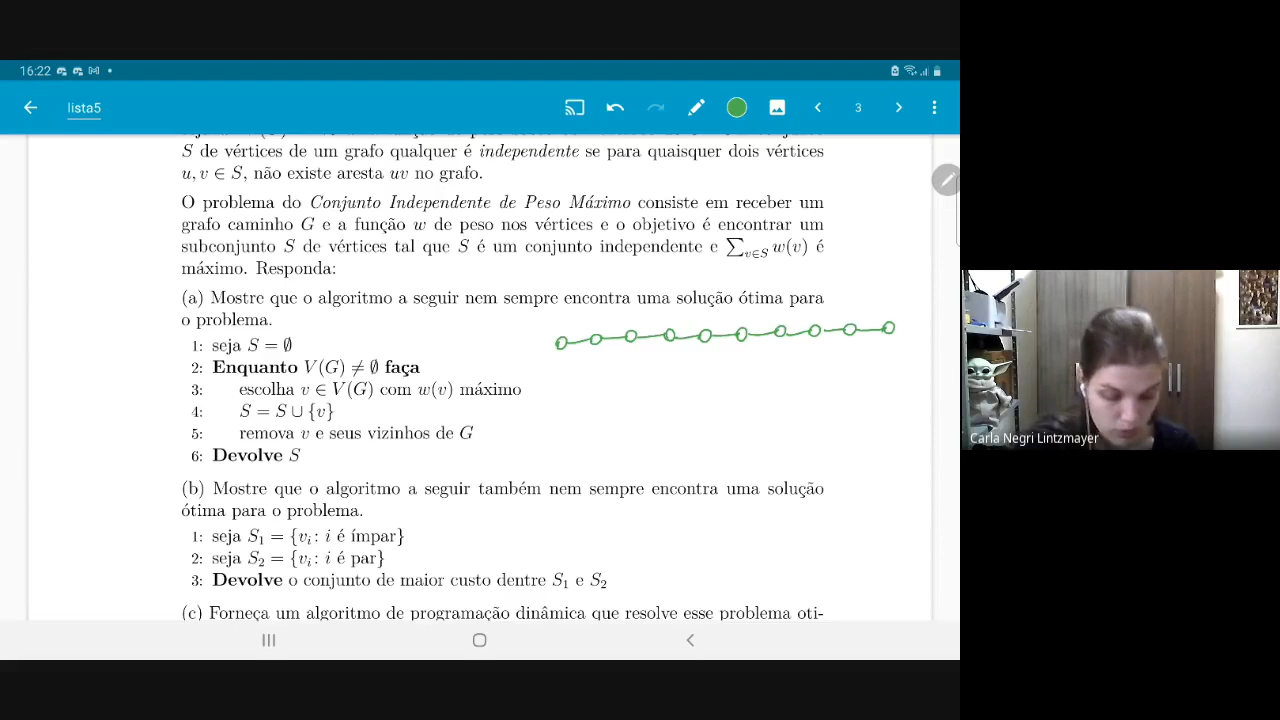 16:22
lista5
3
S de vértices de um grafo qualquer é independente se para quaisquer dois vértices
u, v ∈ S, não existe aresta uv no grafo.
O problema do Conjunto Independente de Peso Máximo consiste em receber um
grafo caminho G e a função w de peso nos vértices e o objetivo é encontrar um
subconjunto S de vértices tal que S é um conjunto independente e ∑v∈S w(v) é
máximo. Responda:
(a) Mostre que o algoritmo a seguir nem sempre encontra uma solução ótima para
o problema.
1: seja S = ∅
2: Enquanto V(G) ≠ ∅ faça
3: escolha v ∈ V(G) com w(v) máximo
4: S = S ∪ {v}
5: remova v e seus vizinhos de G
6: Devolve S
(b) Mostre que o algoritmo a seguir também nem sempre encontra uma solução
ótima para o problema.
1: seja S₁ = {vᵢ : i é ímpar}
2: seja S₂ = {vᵢ : i é par}
3: Devolve o conjunto de maior custo dentre S₁ e S₂
(c) Forneça um algoritmo de programação dinâmica que resolve esse problema oti-
Carla Negri Lintzmayer